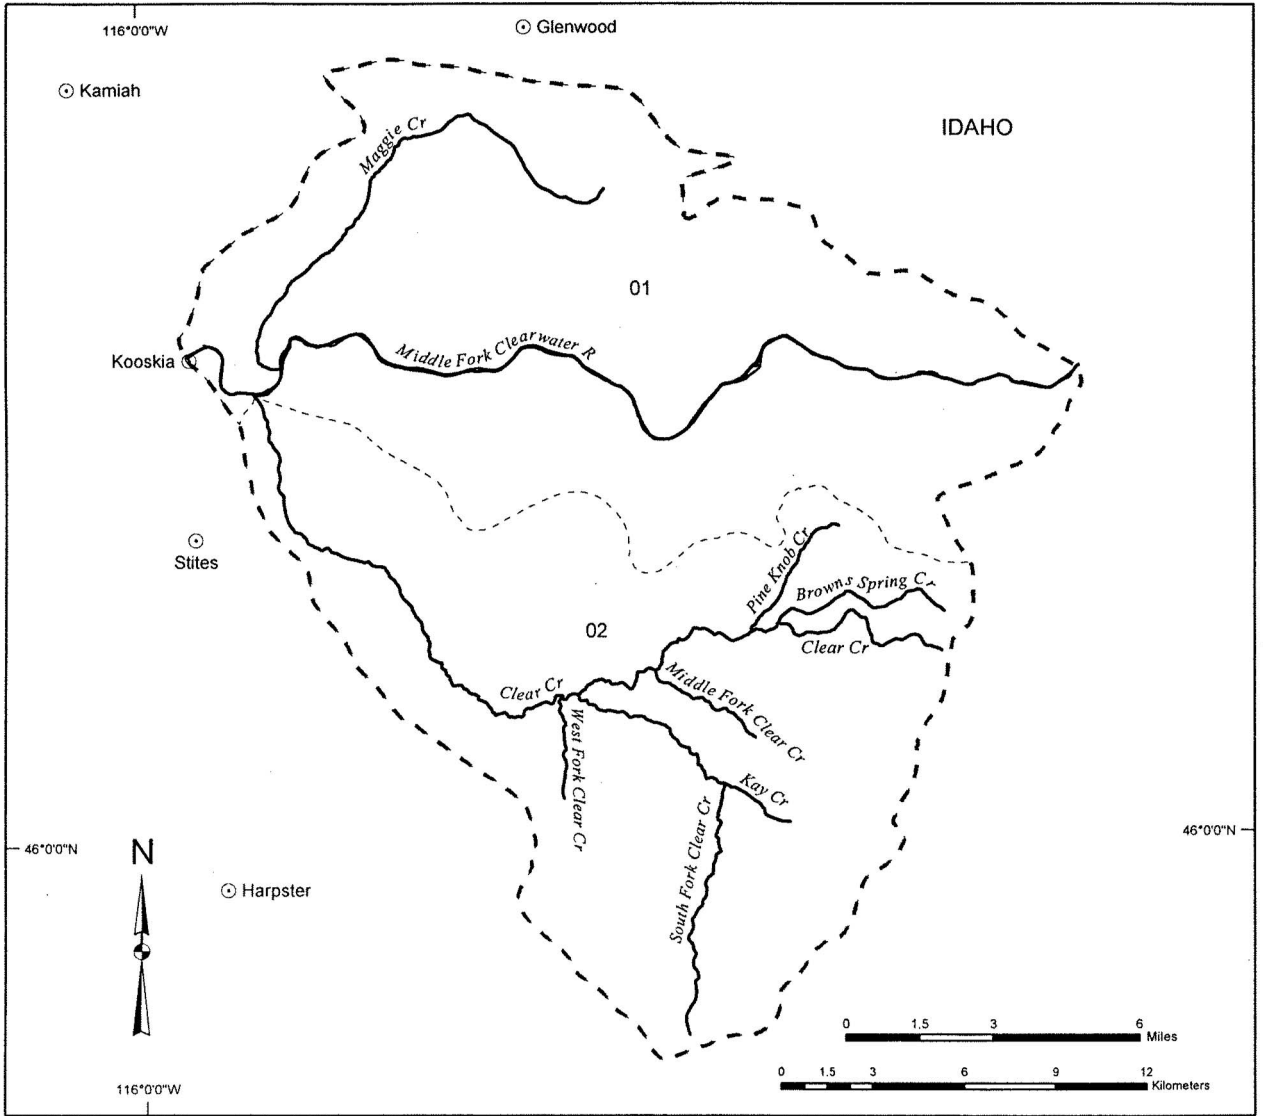 116°0'0"W
Glenwood
Kamiah
IDAHO
Maggie Cr
01
Middle Fork Clearwater R
Kooskia
Stites
Pine Knob Cr
Browns Spring Cr
02
Clear Cr
Clear Cr
Middle Fork Clear Cr
West Fork Clear Cr
Kay Cr
South Fork Clear Cr
46°0'0"N
46°0'0"N
N
Harpster
0 1.5 3 6
Miles
0 1.5 3 6 9 12
Kilometers
116°0'0"W